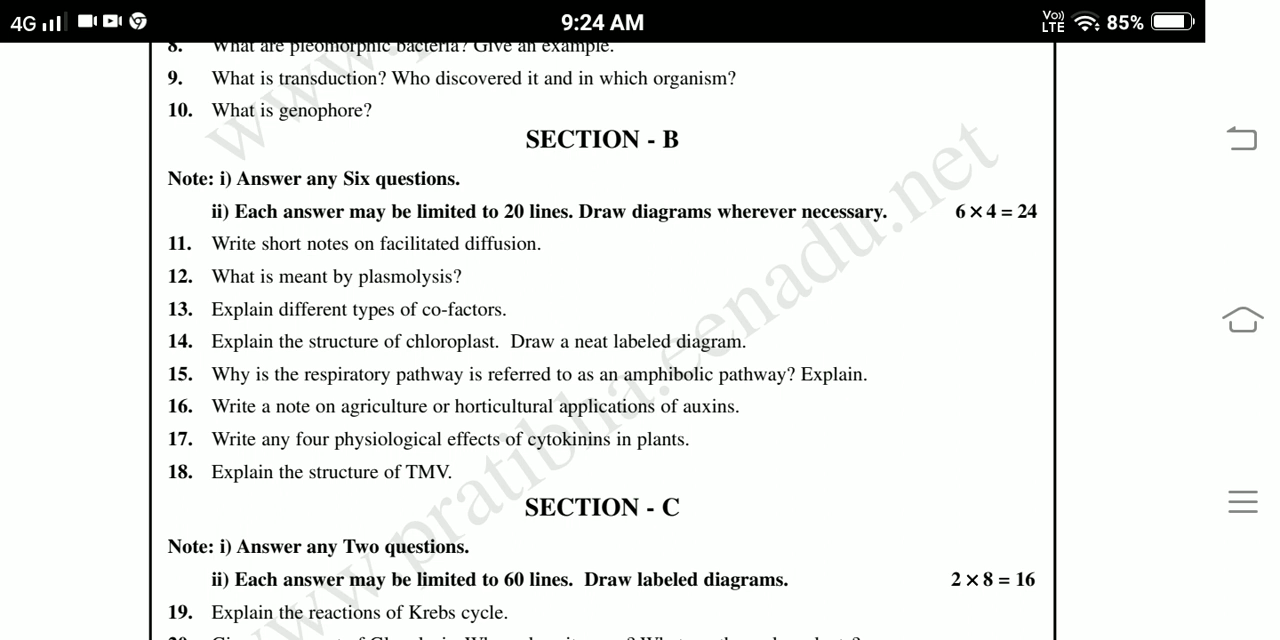 4G 9:24 AM Vo)) LTE 85%
8. What are pleomorphic bacteria? Give an example.
9. What is transduction? Who discovered it and in which organism?
10. What is genophore?
SECTION - B
Note: i) Answer any Six questions.
ii) Each answer may be limited to 20 lines. Draw diagrams wherever necessary. 6 × 4 = 24
11. Write short notes on facilitated diffusion.
12. What is meant by plasmolysis?
13. Explain different types of co-factors.
14. Explain the structure of chloroplast. Draw a neat labeled diagram.
15. Why is the respiratory pathway is referred to as an amphibolic pathway? Explain.
16. Write a note on agriculture or horticultural applications of auxins.
17. Write any four physiological effects of cytokinins in plants.
18. Explain the structure of TMV.
SECTION - C
Note: i) Answer any Two questions.
ii) Each answer may be limited to 60 lines. Draw labeled diagrams. 2 × 8 = 16
19. Explain the reactions of Krebs cycle.
www.pratibha.eenadu.net